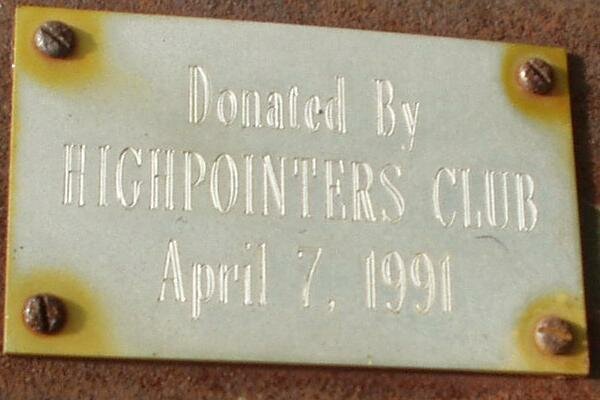 Donated By
HIGHPOINTERS CLUB
April 7, 1991